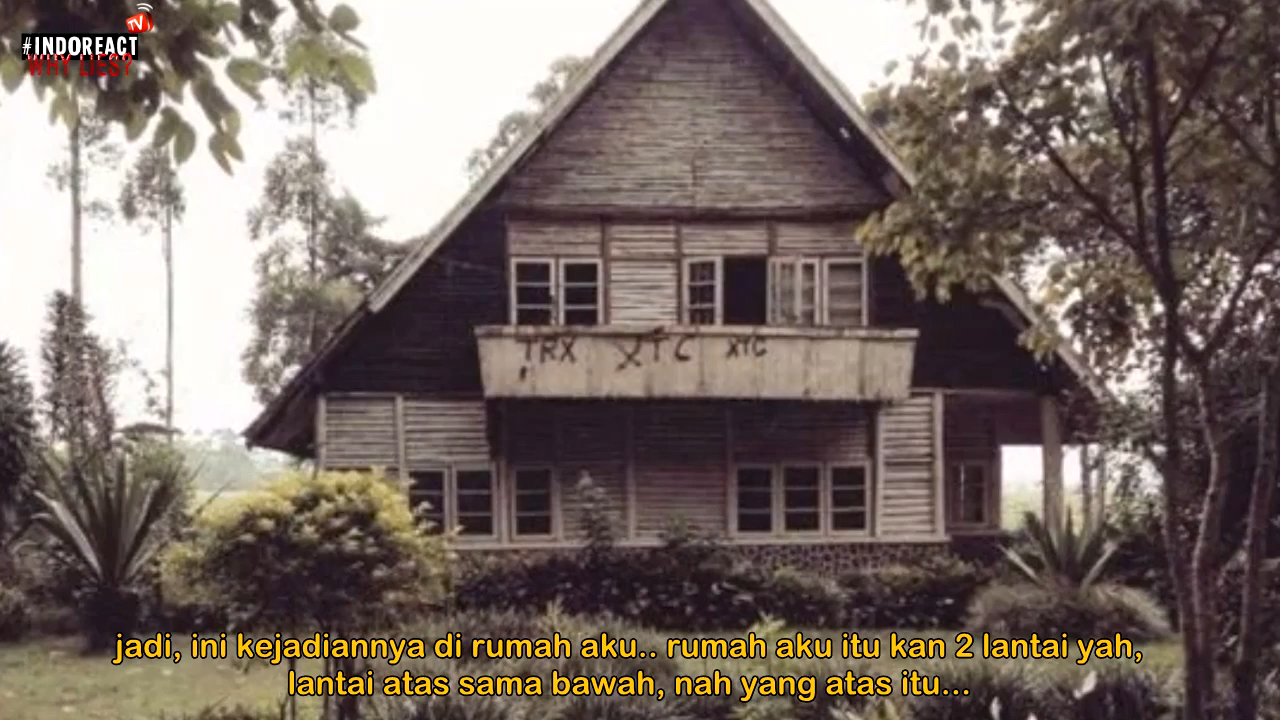 TV
#INDOREACT
WHY LIES?
TRX XTC XTC
jadi, ini kejadiannya di rumah aku.. rumah aku itu kan 2 lantai yah,
lantai atas sama bawah, nah yang atas itu...